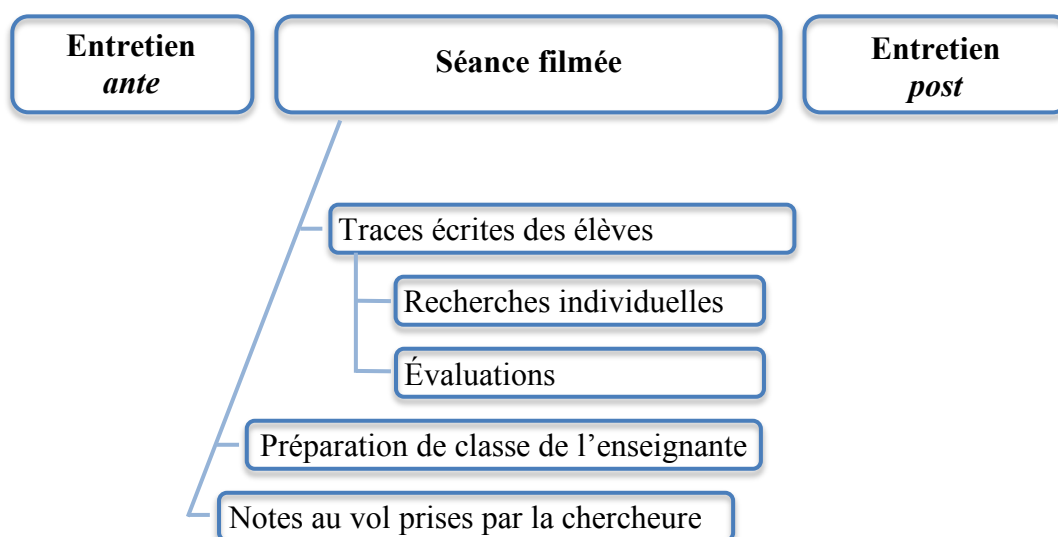 Entretien
ante
Séance filmée
Entretien
post
Traces écrites des élèves
Recherches individuelles
Évaluations
Préparation de classe de l’enseignante
Notes au vol prises par la chercheure